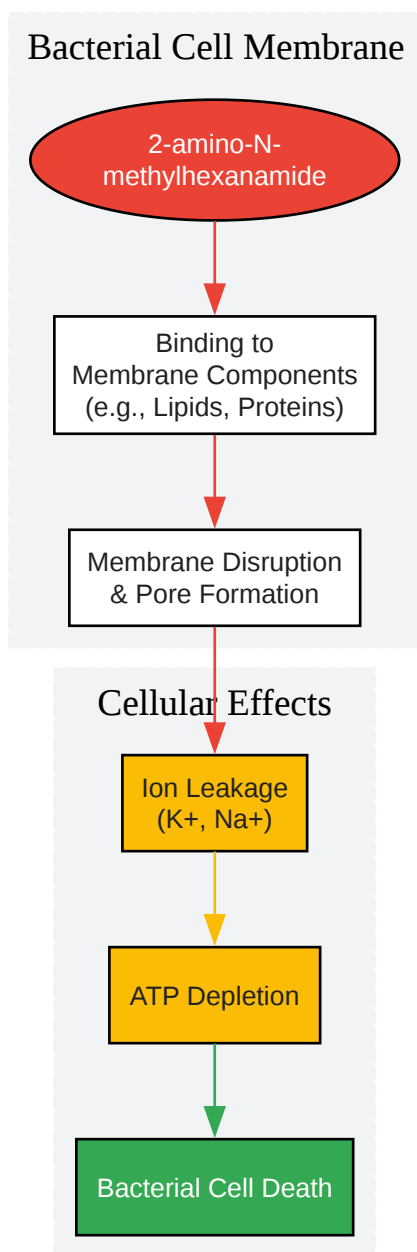 Bacterial Cell Membrane
2-amino-N-
methylhexanamide
Binding to
Membrane Components
(e.g., Lipids, Proteins)
Membrane Disruption
& Pore Formation
Cellular Effects
Ion Leakage
(K+, Na+)
ATP Depletion
Bacterial Cell Death